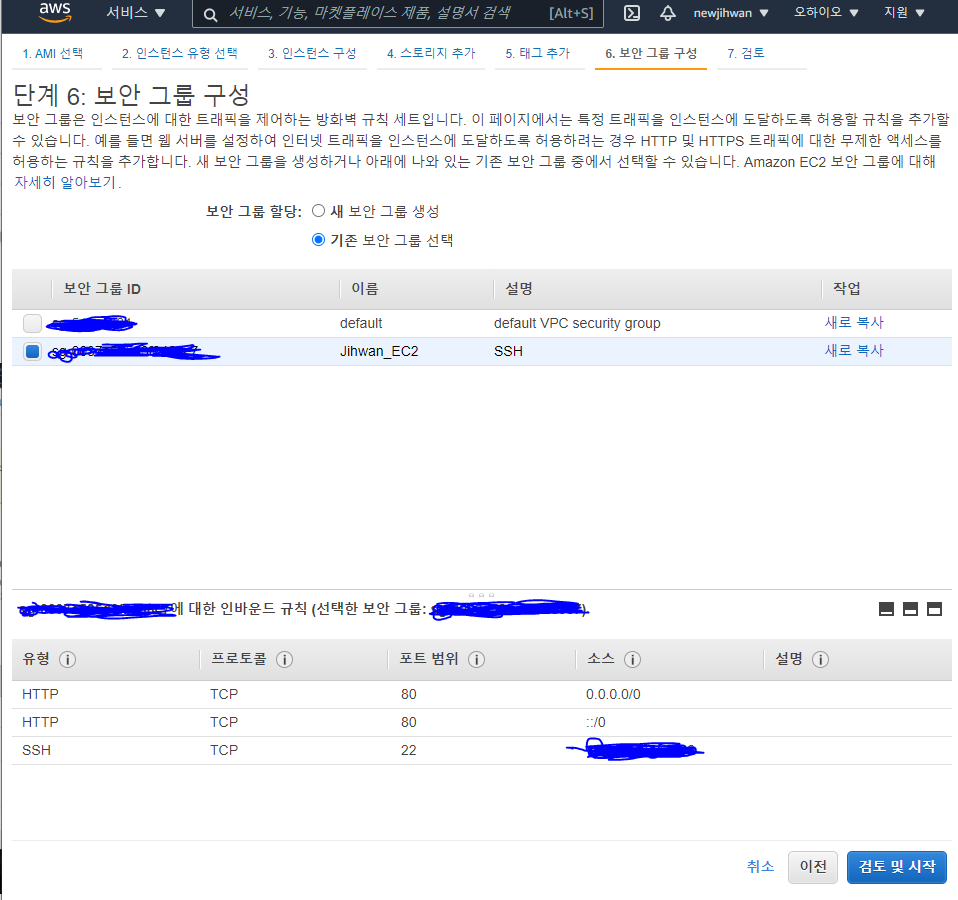 aws 서비스 ▼ 서비스, 기능, 마켓플레이스 제품, 설명서 검색 [Alt+S] newjihwan ▼ 오하이오 ▼ 지원 ▼
1. AMI 선택 2. 인스턴스 유형 선택 3. 인스턴스 구성 4. 스토리지 추가 5. 태그 추가 6. 보안 그룹 구성 7. 검토
단계 6: 보안 그룹 구성
보안 그룹은 인스턴스에 대한 트래픽을 제어하는 방화벽 규칙 세트입니다. 이 페이지에서는 특정 트래픽을 인스턴스에 도달하도록 허용할 규칙을 추가할
수 있습니다. 예를 들면 웹 서버를 설정하여 인터넷 트래픽을 인스턴스에 도달하도록 허용하려는 경우 HTTP 및 HTTPS 트래픽에 대한 무제한 액세스를
허용하는 규칙을 추가합니다. 새 보안 그룹을 생성하거나 아래에 나와 있는 기존 보안 그룹 중에서 선택할 수 있습니다. Amazon EC2 보안 그룹에 대해
자세히 알아보기.
보안 그룹 할당: 새 보안 그룹 생성
기존 보안 그룹 선택
보안 그룹 ID 이름 설명 작업
default default VPC security group 새로 복사
Jihwan_EC2 SSH 새로 복사
에 대한 인바운드 규칙 (선택한 보안 그룹: )
유형 프로토콜 포트 범위 소스 설명
HTTP TCP 80 0.0.0.0/0
HTTP TCP 80 ::/0
SSH TCP 22
취소 이전 검토 및 시작